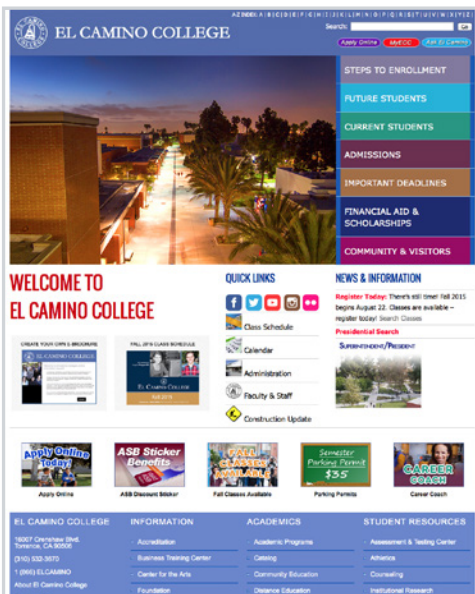 AZ INDEX: A | B | C | D | E | F | G | H | I | J | K | L | M | N | O | P | Q | R | S | T | U | V | W | X | Y | Z |
EL CAMINO COLLEGE
Search:
Go
Apply Online
MyECC
Ask El Camino
STEPS TO ENROLLMENT
FUTURE STUDENTS
CURRENT STUDENTS
ADMISSIONS
IMPORTANT DEADLINES
FINANCIAL AID &
SCHOLARSHIPS
COMMUNITY & VISITORS
WELCOME TO
EL CAMINO COLLEGE
CREATE YOUR OWN E-BROCHURE
EL CAMINO COLLEGE
FALL 2015 CLASS SCHEDULE
EL CAMINO COLLEGE
QUICK LINKS
Class Schedule
Calendar
Administration
Faculty & Staff
Construction Update
NEWS & INFORMATION
Register Today: There's still time! Fall 2015
begins August 22. Classes are available –
register today! Search Classes
Presidential Search
SUPERINTENDENT/PRESIDENT
Apply Online
Today!
Apply Online
ASB Sticker
Benefits
ASB Discount Sticker
FALL
CLASSES
AVAILABLE
Fall Classes Available
Semester
Parking Permit
$35
Parking Permits
CAREER
COACH
Career Coach
EL CAMINO COLLEGE
16007 Crenshaw Blvd.
Torrance, CA 90506
(310) 532-3670
1 (866) ELCAMINO
About El Camino College
INFORMATION
Accreditation
Business Training Center
Center for the Arts
Foundation
ACADEMICS
Academic Programs
Catalog
Community Education
Distance Education
STUDENT RESOURCES
Assessment & Testing Center
Athletics
Counseling
Institutional Research